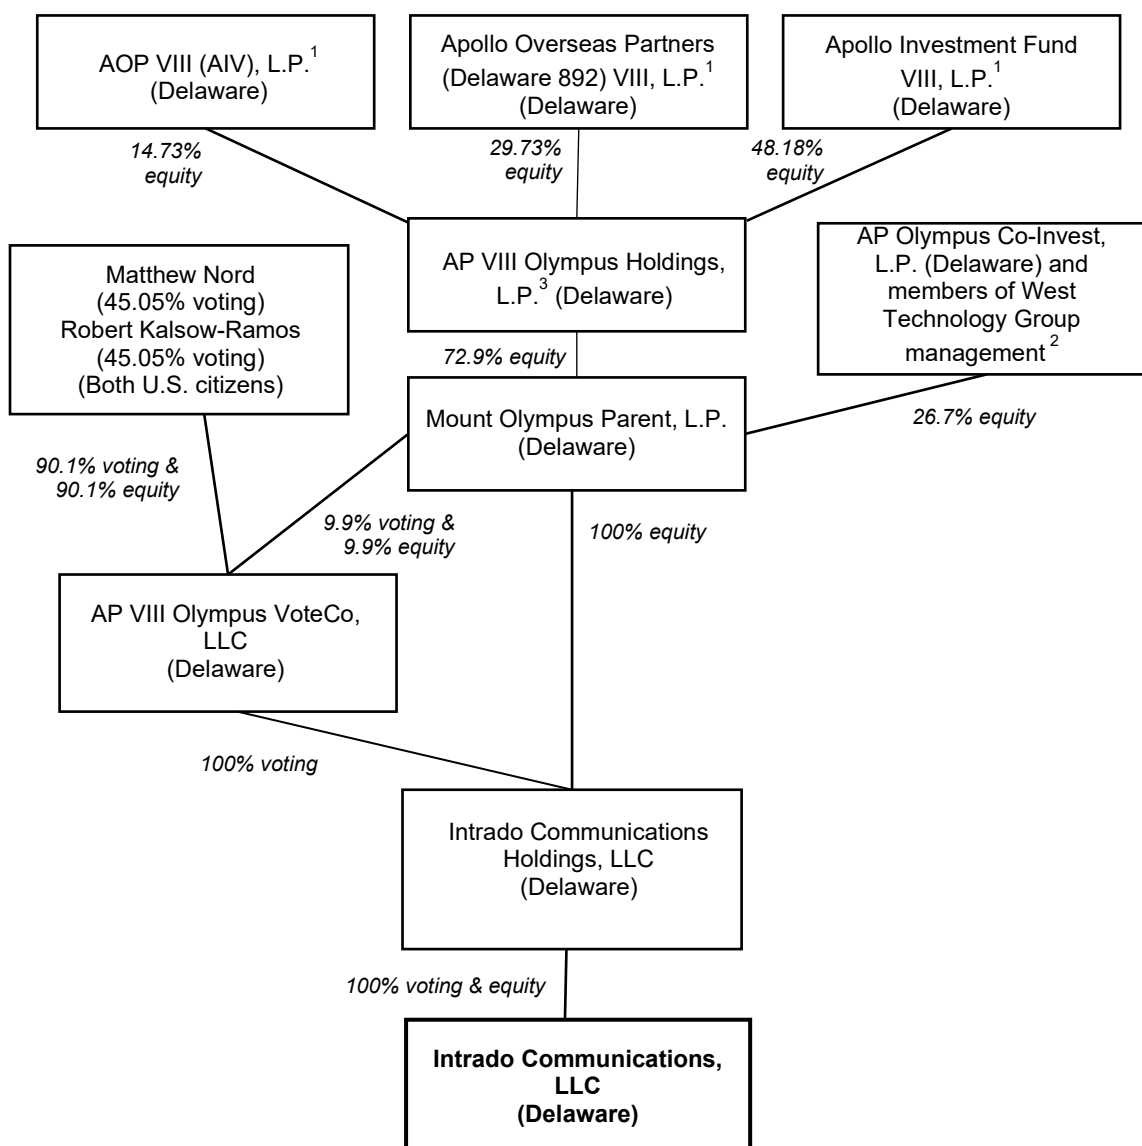 AOP VIII (AIV), L.P.1
(Delaware)
Apollo Overseas Partners
(Delaware 892) VIII, L.P.1
(Delaware)
Apollo Investment Fund
VIII, L.P.1
(Delaware)
14.73%
equity
29.73%
equity
48.18%
equity
Matthew Nord
(45.05% voting)
Robert Kalsow-Ramos
(45.05% voting)
(Both U.S. citizens)
AP VIII Olympus Holdings,
L.P.3 (Delaware)
AP Olympus Co-Invest,
L.P. (Delaware) and
members of West
Technology Group
management 2
72.9% equity
Mount Olympus Parent, L.P.
(Delaware)
26.7% equity
90.1% voting &
90.1% equity
9.9% voting &
9.9% equity
100% equity
AP VIII Olympus VoteCo,
LLC
(Delaware)
100% voting
Intrado Communications
Holdings, LLC
(Delaware)
100% voting & equity
Intrado Communications,
LLC
(Delaware)